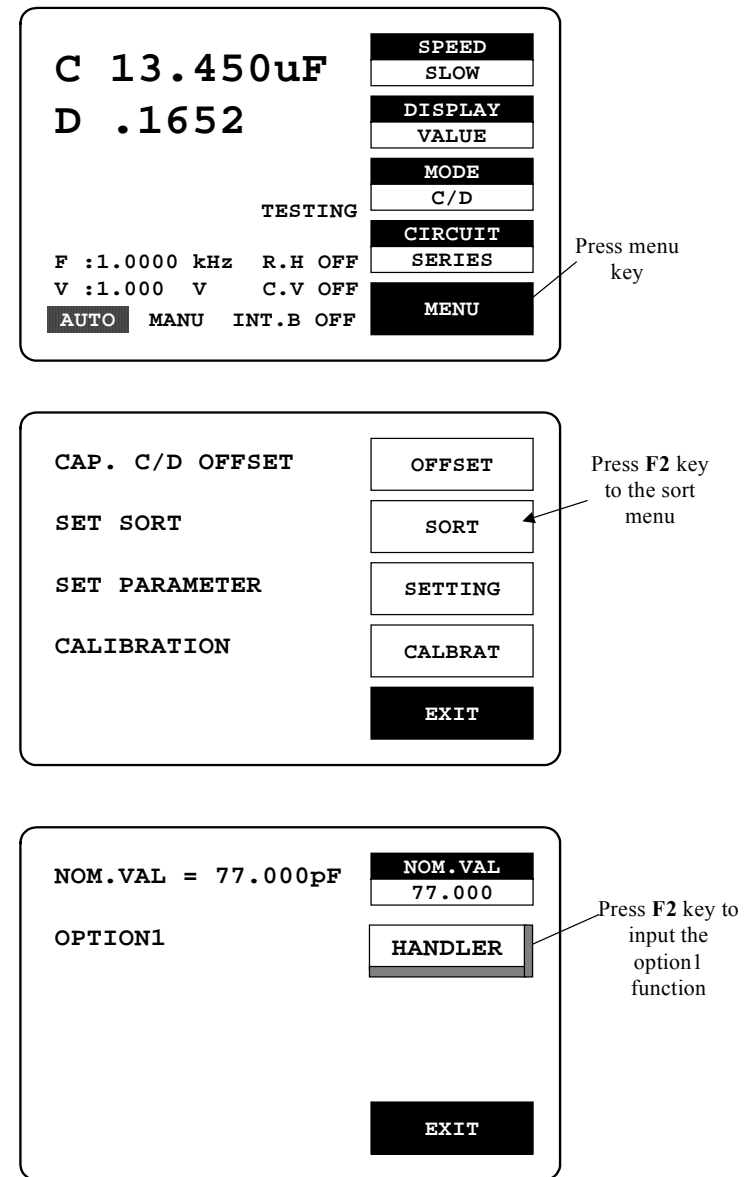 C 13.450uF
D .1652
TESTING
F :1.0000 kHz R.H OFF
V :1.000 V C.V OFF
AUTO MANU INT.B OFF
SPEED
SLOW
DISPLAY
VALUE
MODE
C/D
CIRCUIT
SERIES
MENU
Press menu
key
CAP. C/D OFFSET
OFFSET
SET SORT
SORT
SET PARAMETER
SETTING
CALIBRATION
CALBRAT
EXIT
Press F2 key
to the sort
menu
NOM.VAL = 77.000pF
NOM.VAL
77.000
OPTION1
HANDLER
EXIT
Press F2 key to
input the
option1
function